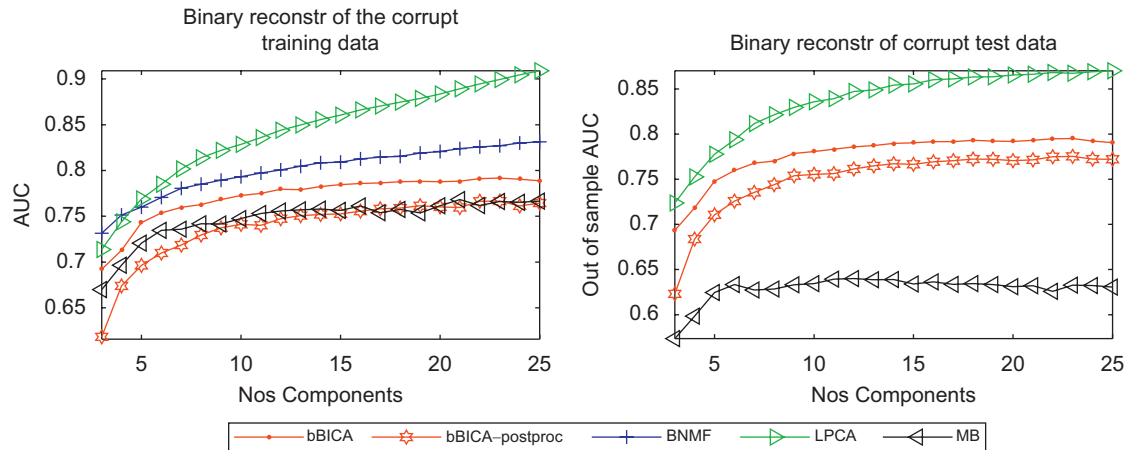 Binary reconstr of the corrupt
training data
0.9
0.85
0.8
0.75
0.7
0.65
AUC
5 10 15 20 25
Nos Components
Binary reconstr of corrupt test data
0.85
0.8
0.75
0.7
0.65
0.6
Out of sample AUC
5 10 15 20 25
Nos Components
bBICA bBICA–postproc BNMF LPCA MB